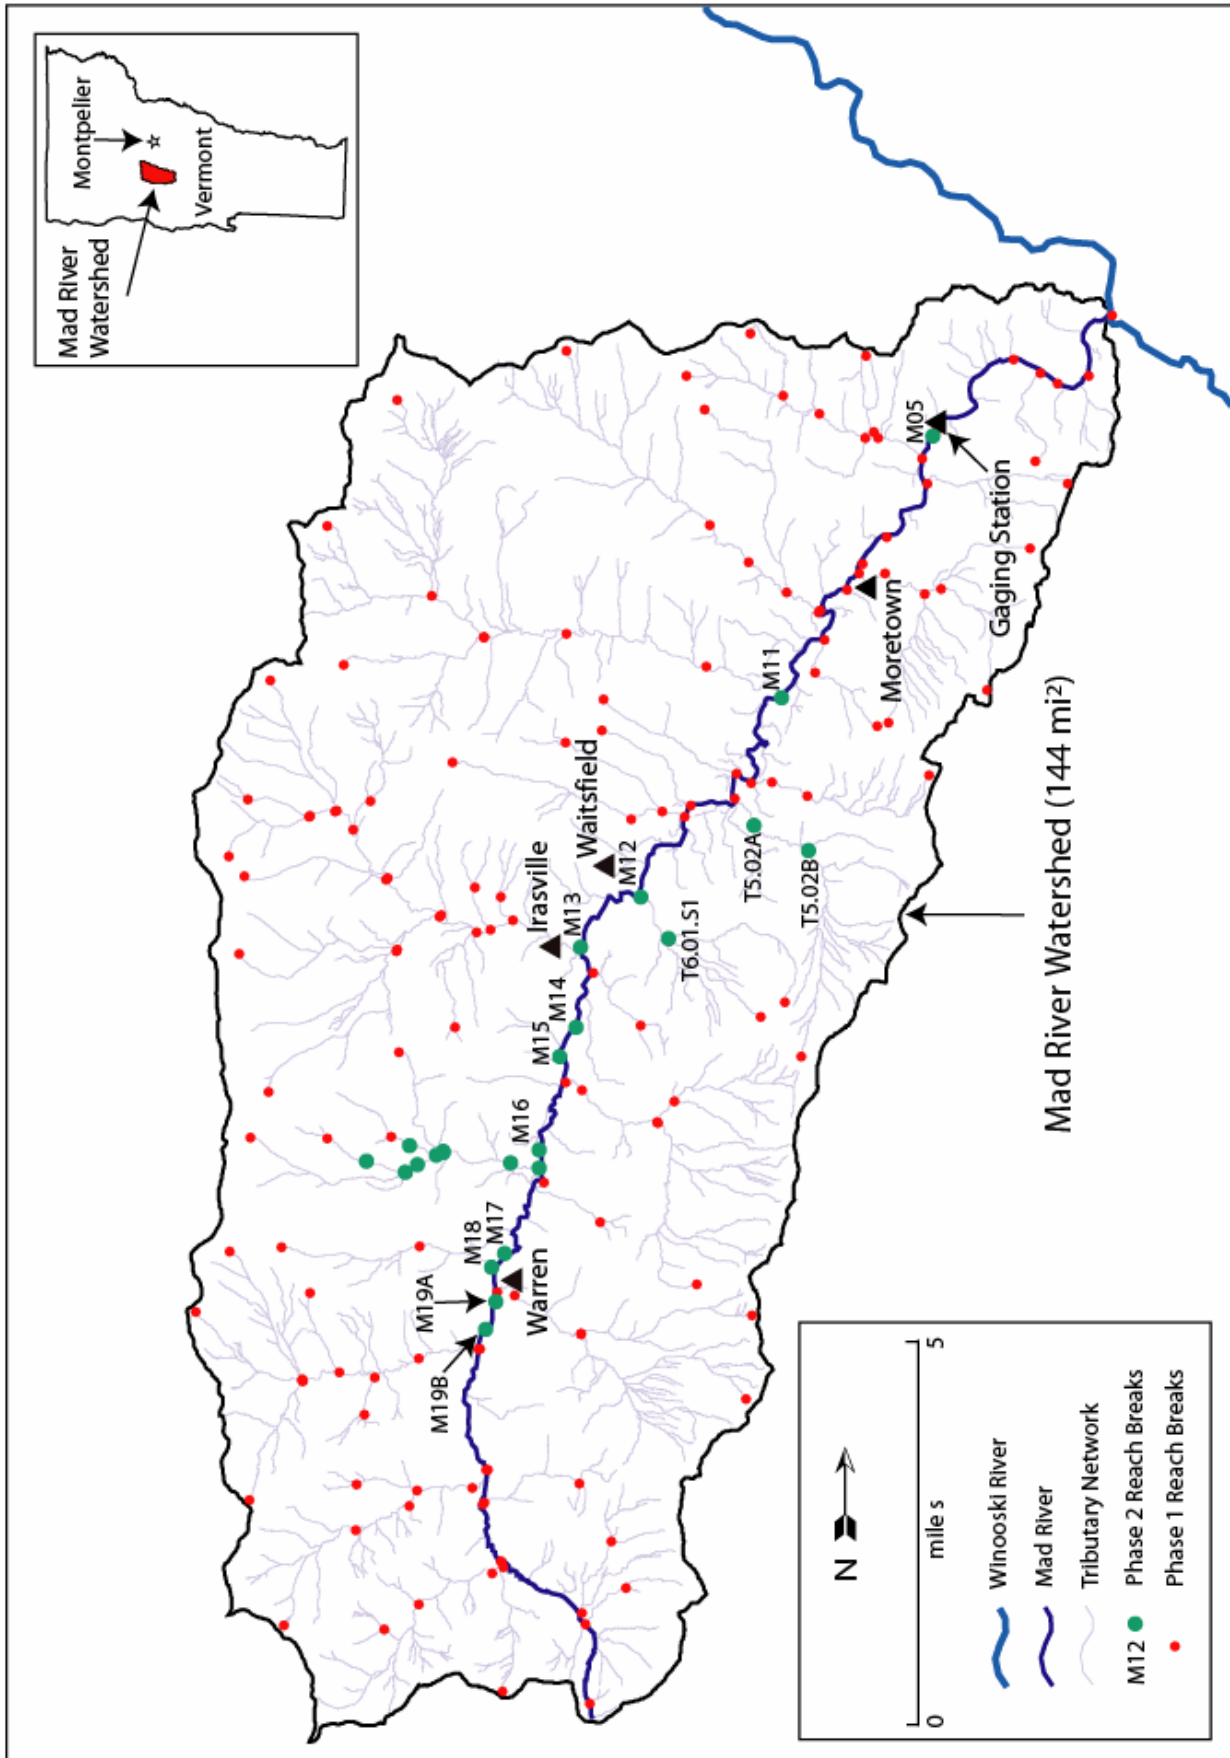 Mad River
Watershed
Montpelier
Vermont
M05
Gaging Station
Moretown
M11
Waitsfield
M12
Irasville
M13
T5.02A
T5.02B
T6.01.S1
M14
M15
M16
M17
M18
M19A
Warren
M19B
Mad River Watershed (144 mi²)
N
0
5
miles
Winooski River
Mad River
Tributary Network
M12 Phase 2 Reach Breaks
Phase 1 Reach Breaks